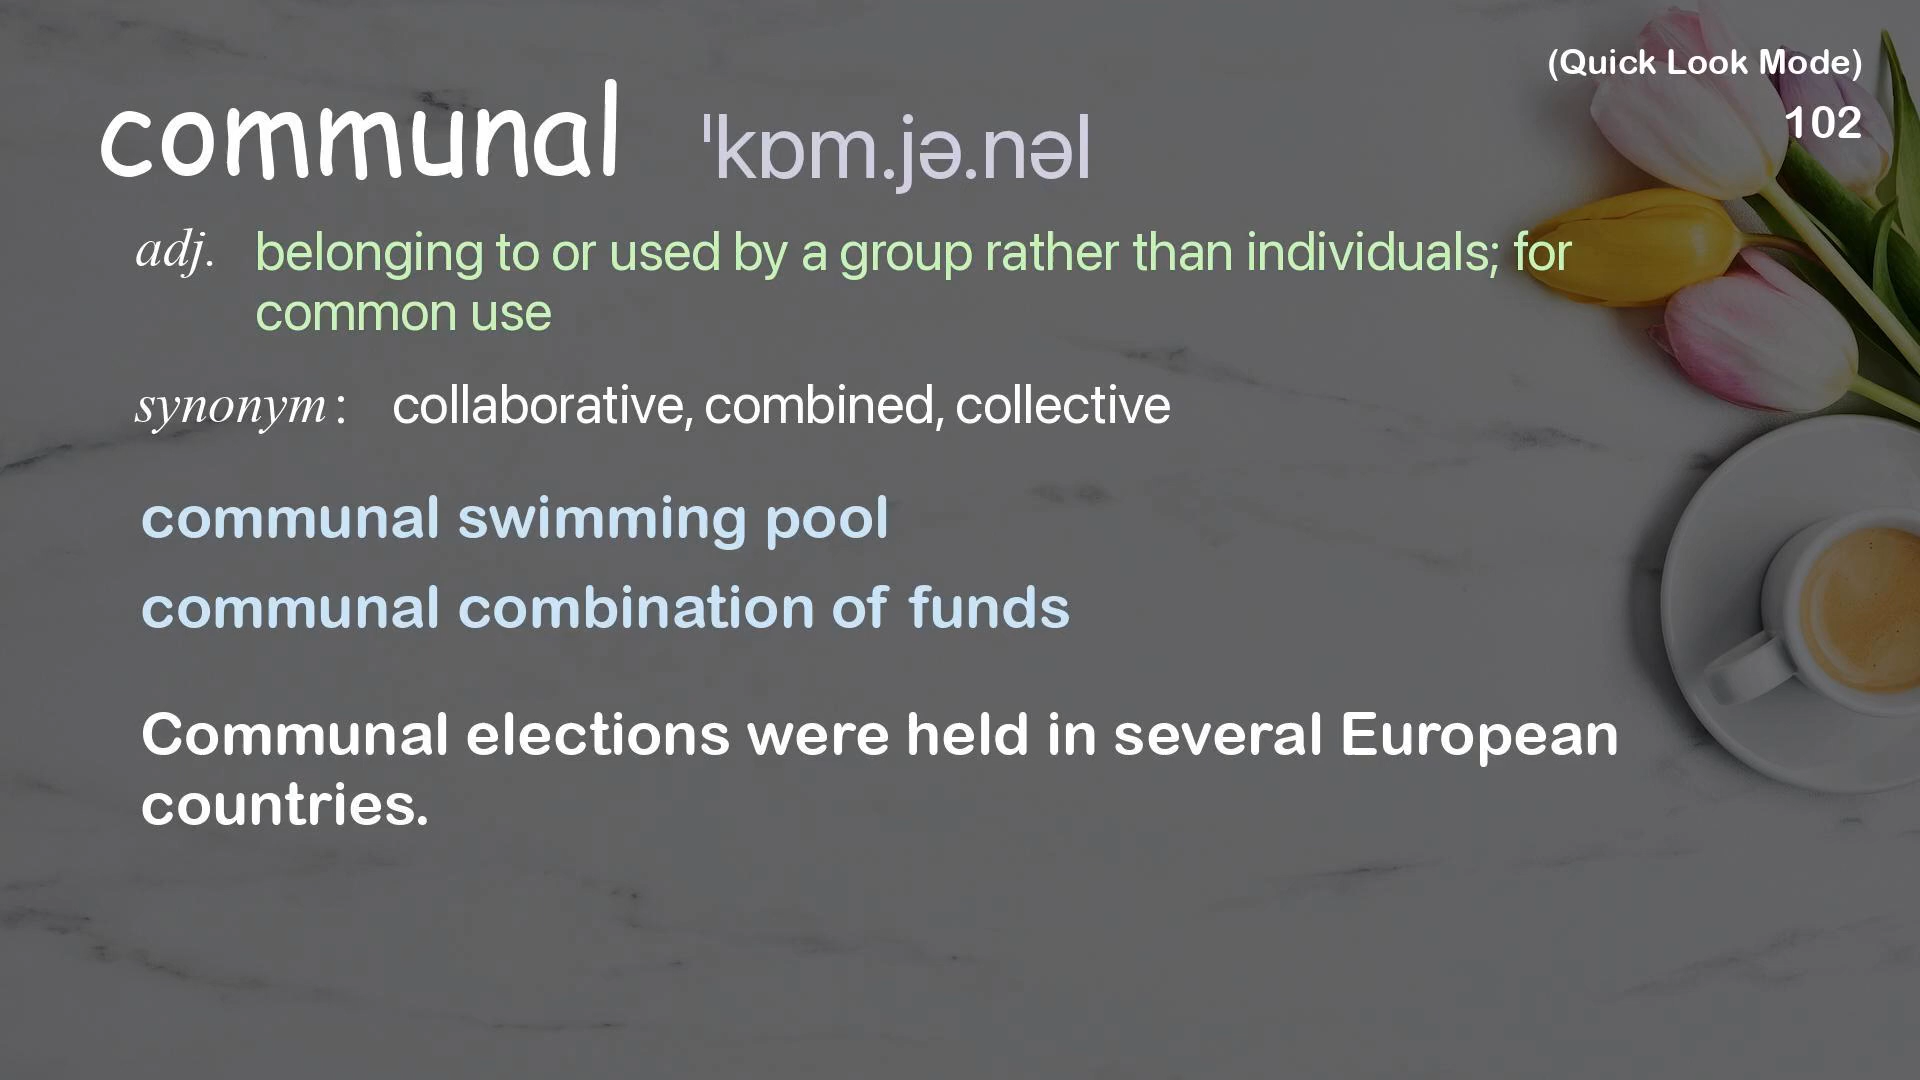 (Quick Look Mode)
102
communal ˈkɒm.jə.nəl
adj. belonging to or used by a group rather than individuals; for
common use
synonym: collaborative, combined, collective
communal swimming pool
communal combination of funds
Communal elections were held in several European
countries.